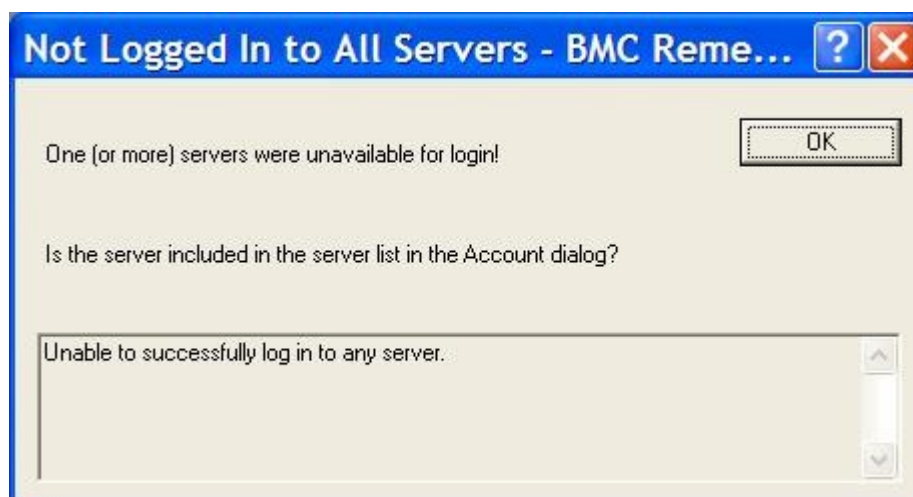 Not Logged In to All Servers - BMC Reme...
One (or more) servers were unavailable for login!
OK
Is the server included in the server list in the Account dialog?
Unable to successfully log in to any server.